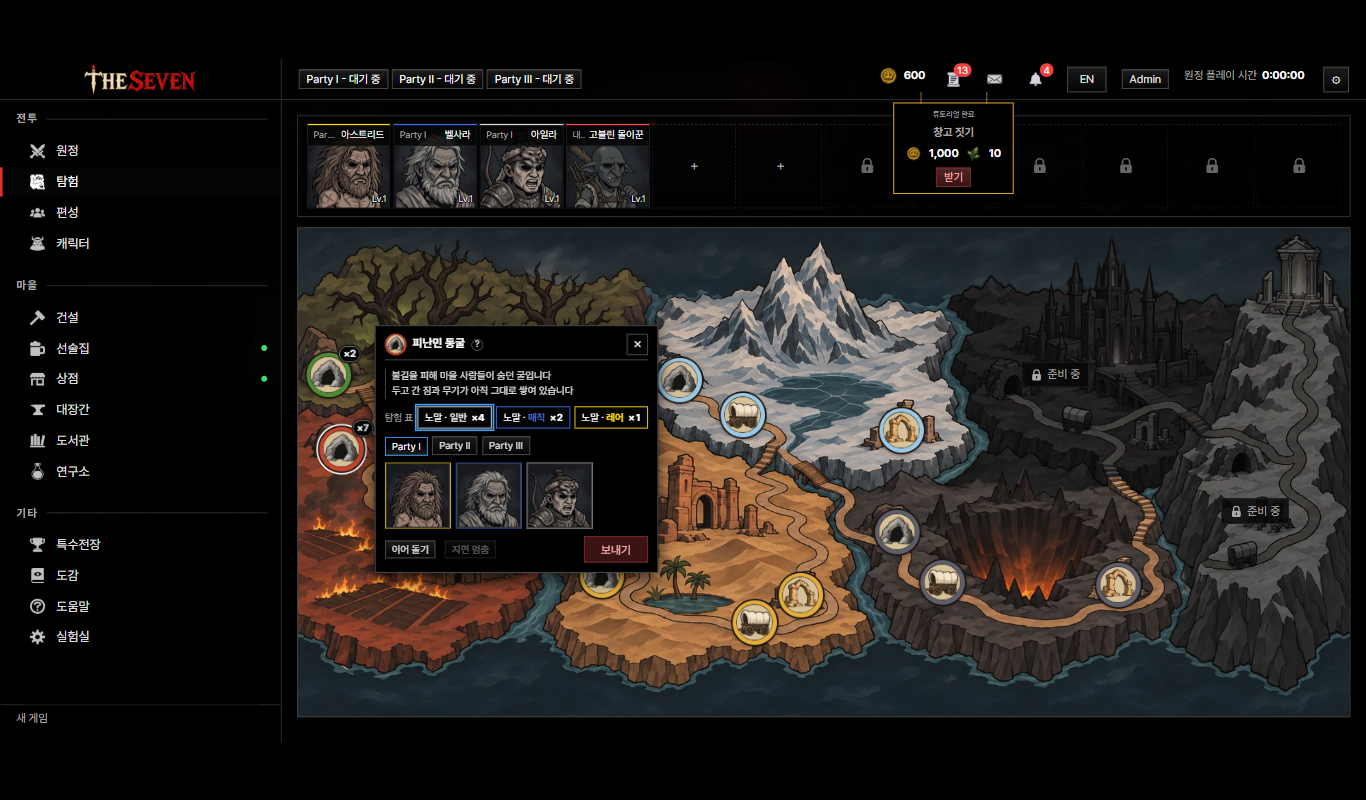 THE SEVEN
Party I - 대기 중
Party II - 대기 중
Party III - 대기 중
600
13
4
EN
Admin
원정 플레이 시간 0:00:00
튜토리얼 완료
창고 짓기
1,000
10
받기
전투
원정
탐험
편성
캐릭터
마을
건설
선술집
상점
대장간
도서관
연구소
기타
특수전장
도감
도움말
실험실
새 게임
Par... 아스트리드
Lv.1
Party I 벨사라
Lv.1
Party I 아일라
Lv.1
대.. 고블린 몰이꾼
Lv.1
+
+
×2
×7
피난민 동굴 ?
×
불길을 피해 마을 사람들이 숨던 굴입니다
두고 간 짐과 무기가 아직 그대로 쌓여 있습니다
탐험 표
노말 · 일반 ×4
노말 · 매직 ×2
노말 · 레어 ×1
Party I
Party II
Party III
이어 돌기
지면 멈춤
보내기
준비 중
준비 중